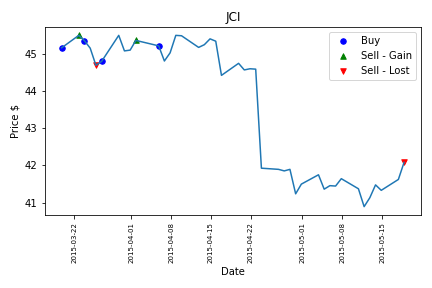 JCI
Buy
Sell - Gain
Sell - Lost
Price $
45
44
43
42
41
2015-03-22
2015-04-01
2015-04-08
2015-04-15
2015-04-22
2015-05-01
2015-05-08
2015-05-15
Date